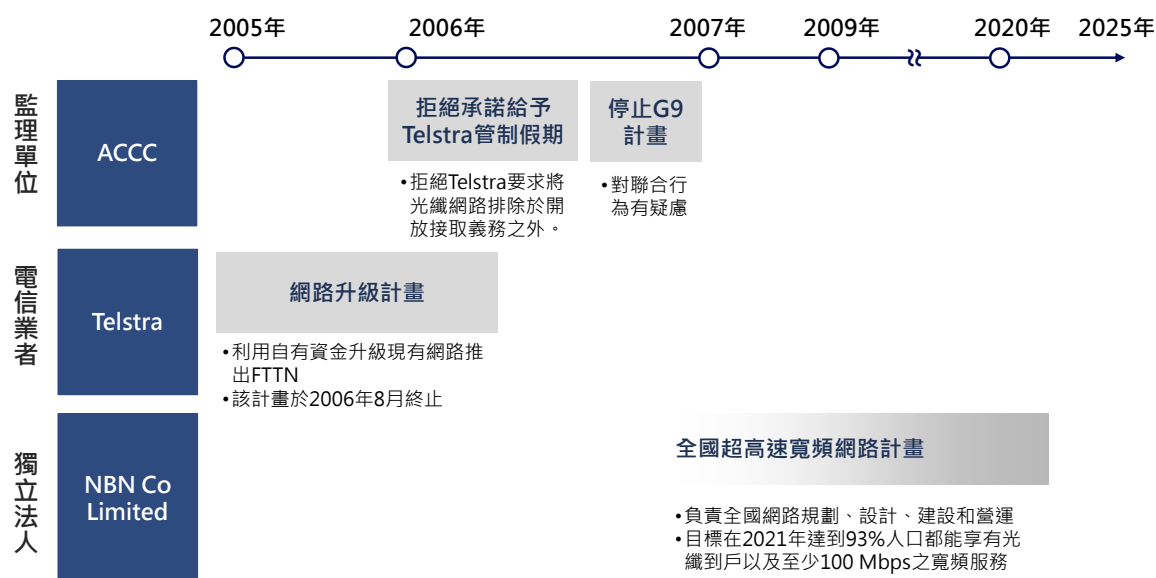 2005年 2006年 2007年 2009年 2020年 2025年
監理單位
ACCC
拒絕承諾給予
Telstra管制假期
•拒絕Telstra要求將
光纖網路排除於開
放接取義務之外。
停止G9
計畫
•對聯合行
為有疑慮
電信業者
Telstra
網路升級計畫
•利用自有資金升級現有網路推
出FTTN
•該計畫於2006年8月終止
獨立法人
NBN Co
Limited
全國超高速寬頻網路計畫
•負責全國網路規劃、設計、建設和營運
•目標在2021年達到93%人口都能享有光
纖到戶以及至少100 Mbps之寬頻服務